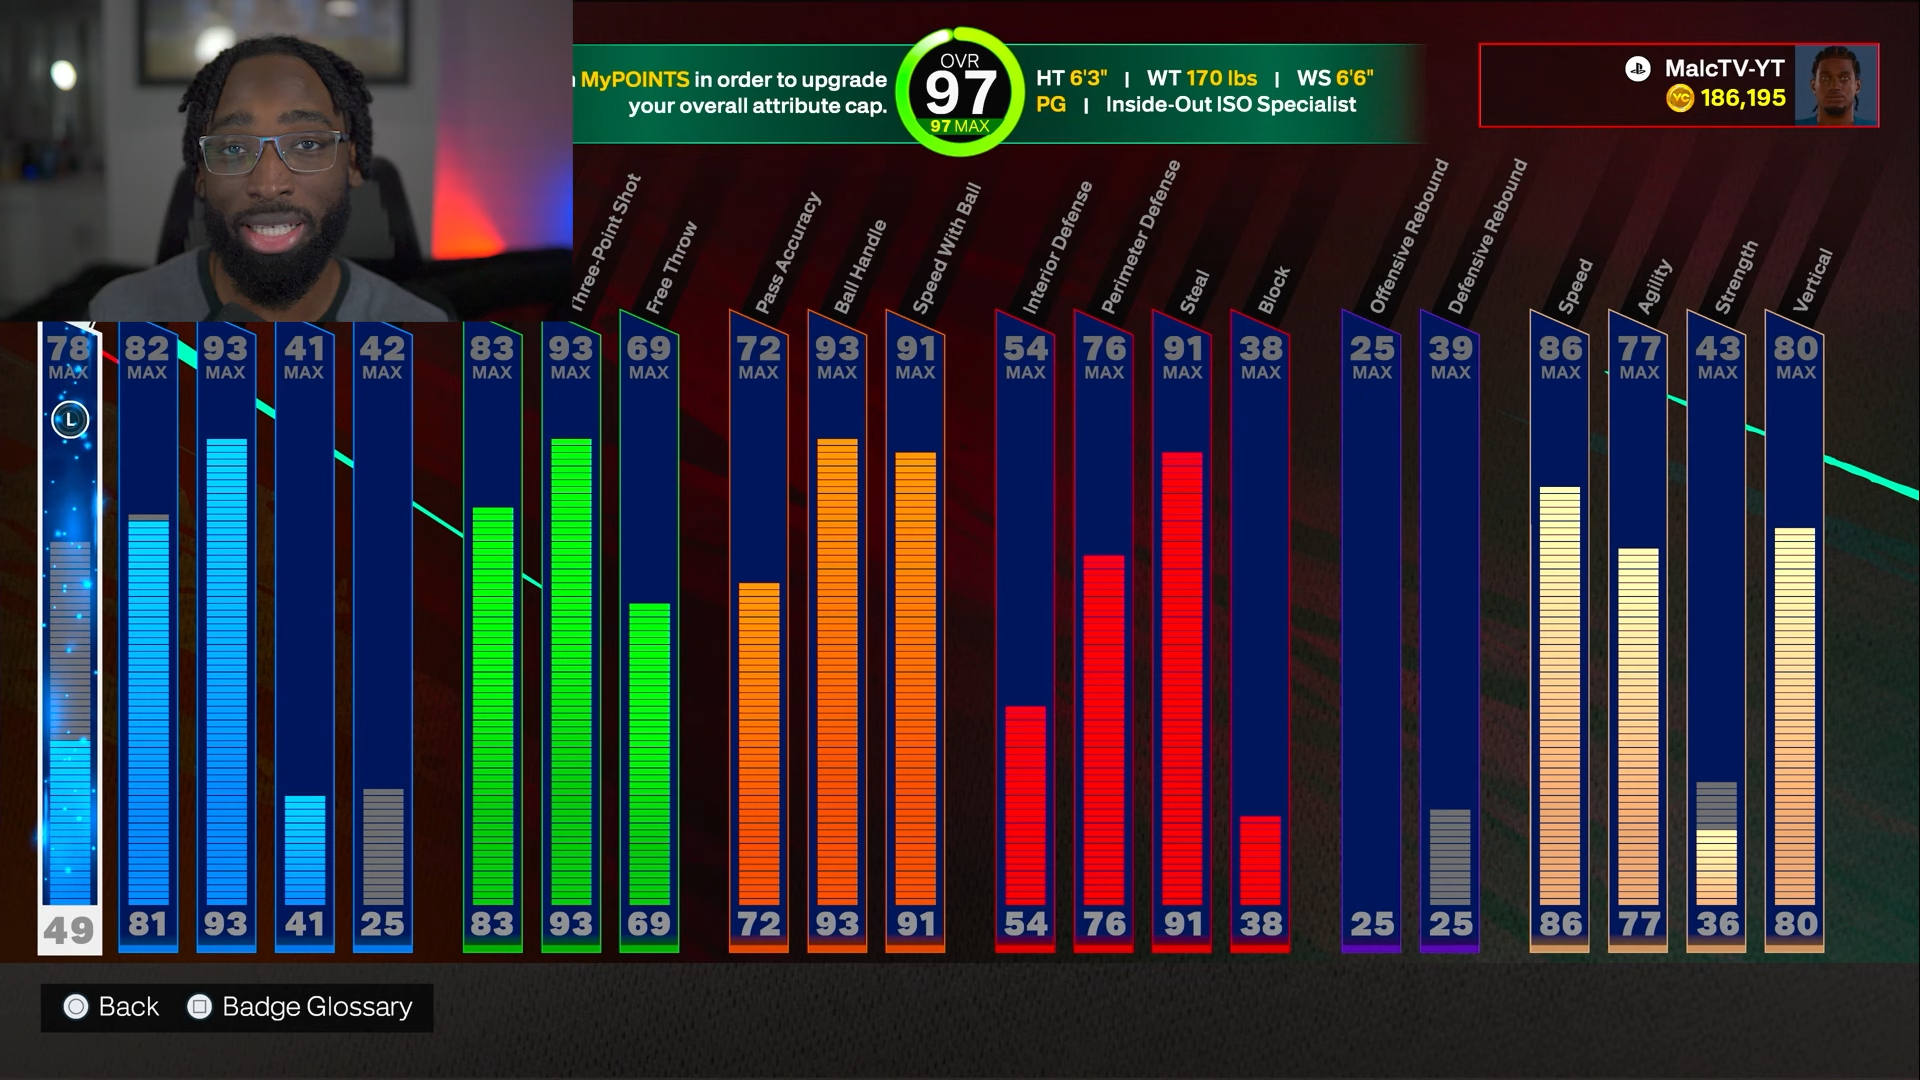 MyPOINTS in order to upgrade
your overall attribute cap.
OVR
97
97 MAX
HT 6'3" | WT 170 lbs | WS 6'6"
PG | Inside-Out ISO Specialist
MalcTV-YT
VC 186,195
Three-Point Shot
Free Throw
Pass Accuracy
Ball Handle
Speed With Ball
Interior Defense
Perimeter Defense
Steal
Block
Offensive Rebound
Defensive Rebound
Speed
Agility
Strength
Vertical
78 82 93 41 42 83 93 69 72 93 91 54 76 91 38 25 39 86 77 43 80
MAX MAX MAX MAX MAX MAX MAX MAX MAX MAX MAX MAX MAX MAX MAX MAX MAX MAX MAX MAX MAX
L
49 81 93 41 25 83 93 69 72 93 91 54 76 91 38 25 25 86 77 36 80
Back Badge Glossary